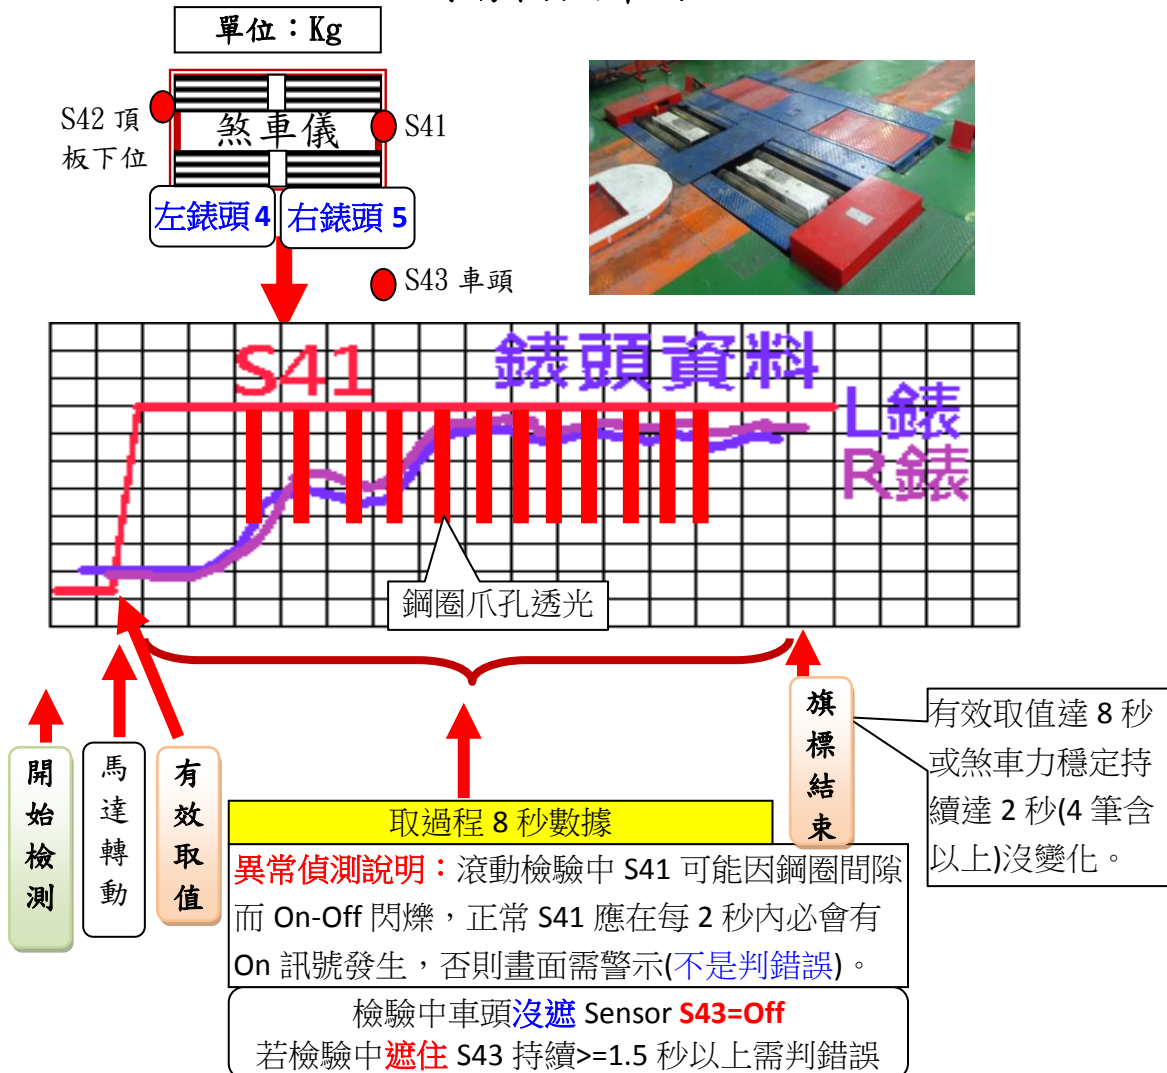 單位：Kg
S42 頂
板下位
煞車儀
S41
左錶頭 4
右錶頭 5
S43 車頭
S41
錶頭資料
L錶
R錶
鋼圈爪孔透光
開始檢測
馬達轉動
有效取值
旗標結束
有效取值達 8 秒
或煞車力穩定持
續達 2 秒(4 筆含
以上)沒變化。
取過程 8 秒數據
異常偵測說明：滾動檢驗中 S41 可能因鋼圈間隙
而 On-Off 閃爍，正常 S41 應在每 2 秒內必會有
On 訊號發生，否則畫面需警示(不是判錯誤)。
檢驗中車頭沒遮 Sensor S43=Off
若檢驗中遮住 S43 持續>=1.5 秒以上需判錯誤